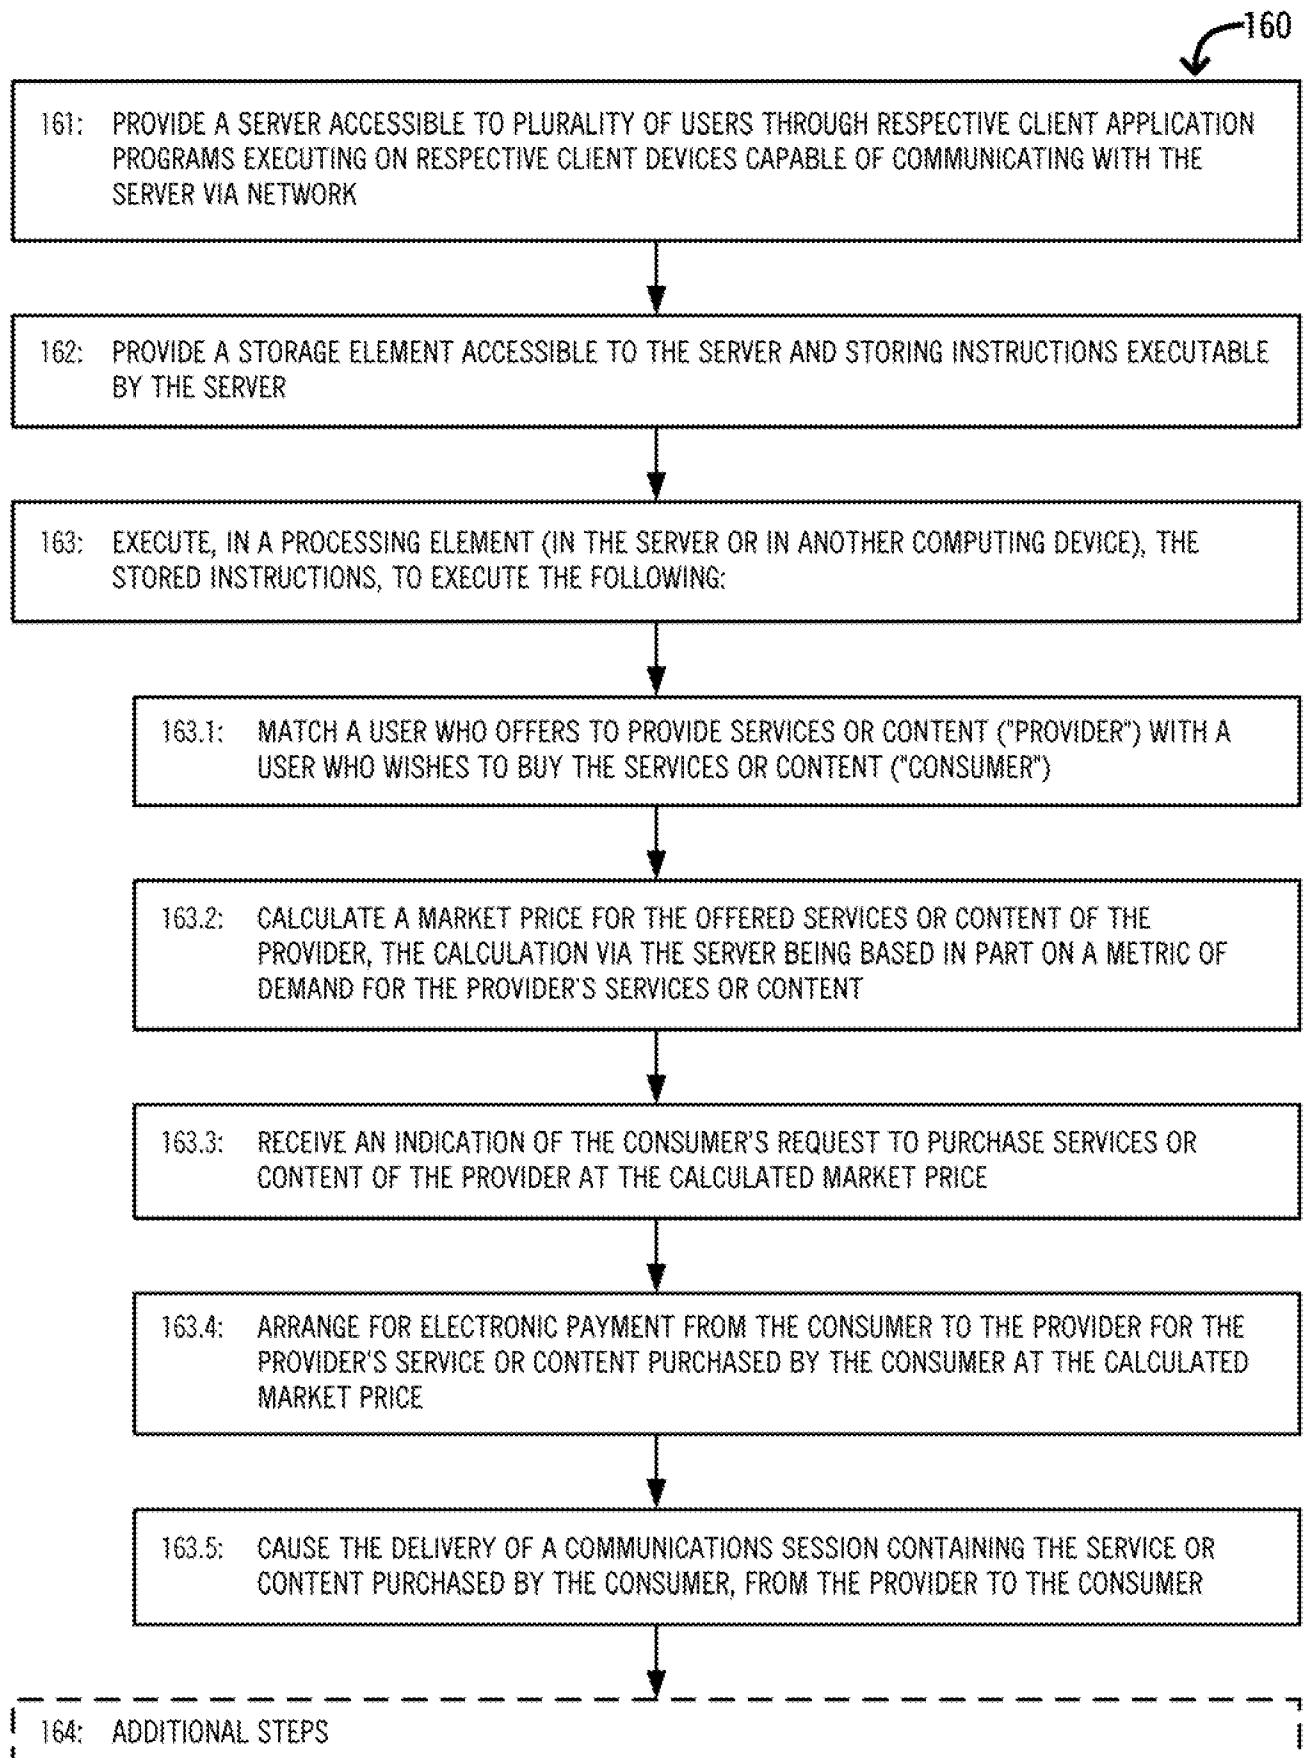 160
161: PROVIDE A SERVER ACCESSIBLE TO PLURALITY OF USERS THROUGH RESPECTIVE CLIENT APPLICATION
PROGRAMS EXECUTING ON RESPECTIVE CLIENT DEVICES CAPABLE OF COMMUNICATING WITH THE
SERVER VIA NETWORK
162: PROVIDE A STORAGE ELEMENT ACCESSIBLE TO THE SERVER AND STORING INSTRUCTIONS EXECUTABLE
BY THE SERVER
163: EXECUTE, IN A PROCESSING ELEMENT (IN THE SERVER OR IN ANOTHER COMPUTING DEVICE), THE
STORED INSTRUCTIONS, TO EXECUTE THE FOLLOWING:
163.1: MATCH A USER WHO OFFERS TO PROVIDE SERVICES OR CONTENT ("PROVIDER") WITH A
USER WHO WISHES TO BUY THE SERVICES OR CONTENT ("CONSUMER")
163.2: CALCULATE A MARKET PRICE FOR THE OFFERED SERVICES OR CONTENT OF THE
PROVIDER, THE CALCULATION VIA THE SERVER BEING BASED IN PART ON A METRIC OF
DEMAND FOR THE PROVIDER'S SERVICES OR CONTENT
163.3: RECEIVE AN INDICATION OF THE CONSUMER'S REQUEST TO PURCHASE SERVICES OR
CONTENT OF THE PROVIDER AT THE CALCULATED MARKET PRICE
163.4: ARRANGE FOR ELECTRONIC PAYMENT FROM THE CONSUMER TO THE PROVIDER FOR THE
PROVIDER'S SERVICE OR CONTENT PURCHASED BY THE CONSUMER AT THE CALCULATED
MARKET PRICE
163.5: CAUSE THE DELIVERY OF A COMMUNICATIONS SESSION CONTAINING THE SERVICE OR
CONTENT PURCHASED BY THE CONSUMER, FROM THE PROVIDER TO THE CONSUMER
164: ADDITIONAL STEPS